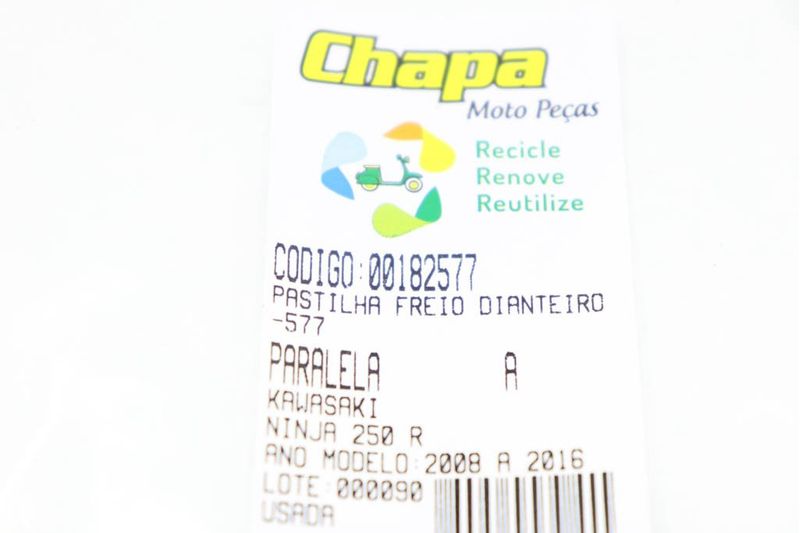 Chapa
Moto Peças
Recicle
Renove
Reutilize
CODIGO:00182577
PASTILHA FREIO DIANTEIRO
-577
PARALELA A
KAWASAKI
NINJA 250 R
ANO MODELO:2008 A 2016
LOTE:000090
USADA